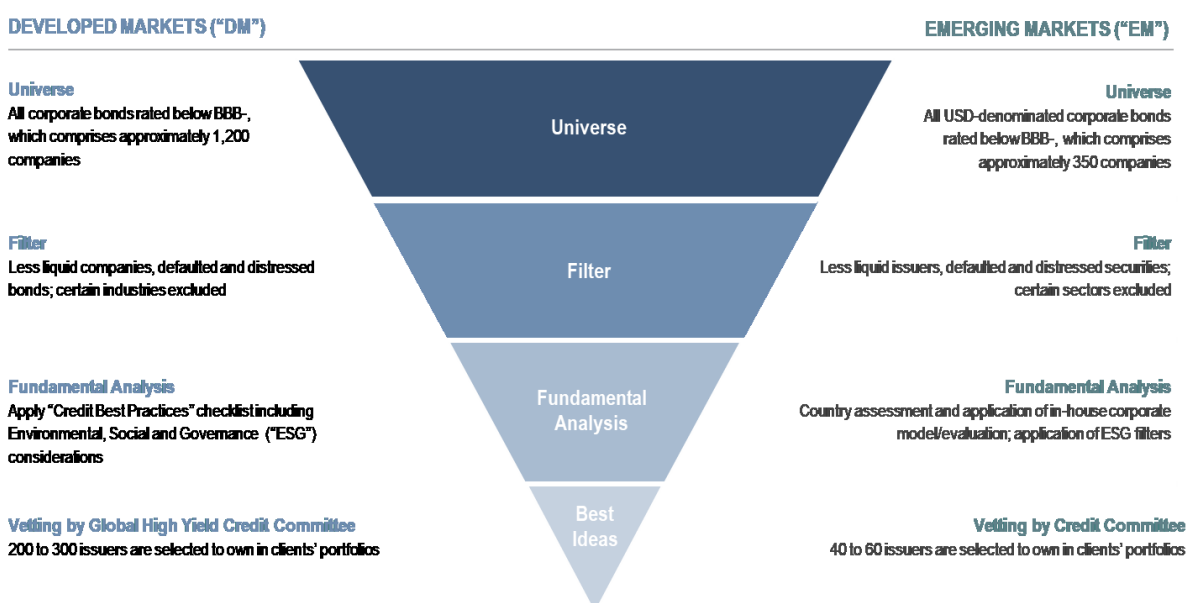 DEVELOPED MARKETS (“DM”)
EMERGING MARKETS (“EM”)
Universe
All corporate bonds rated below BBB-,
which comprises approximately 1,200
companies
Universe
Universe
All USD-denominated corporate bonds
rated below BBB-, which comprises
approximately 350 companies
Filter
Less liquid companies, defaulted and distressed
bonds; certain industries excluded
Filter
Filter
Less liquid issuers, defaulted and distressed securities;
certain sectors excluded
Fundamental Analysis
Apply “Credit Best Practices” checklist including
Environmental, Social and Governance (“ESG”)
considerations
Fundamental
Analysis
Fundamental Analysis
Country assessment and application of in-house corporate
model/evaluation; application of ESG filters
Vetting by Global High Yield Credit Committee
200 to 300 issuers are selected to own in clients’ portfolios
Best
Ideas
Vetting by Credit Committee
40 to 60 issuers are selected to own in clients’ portfolios